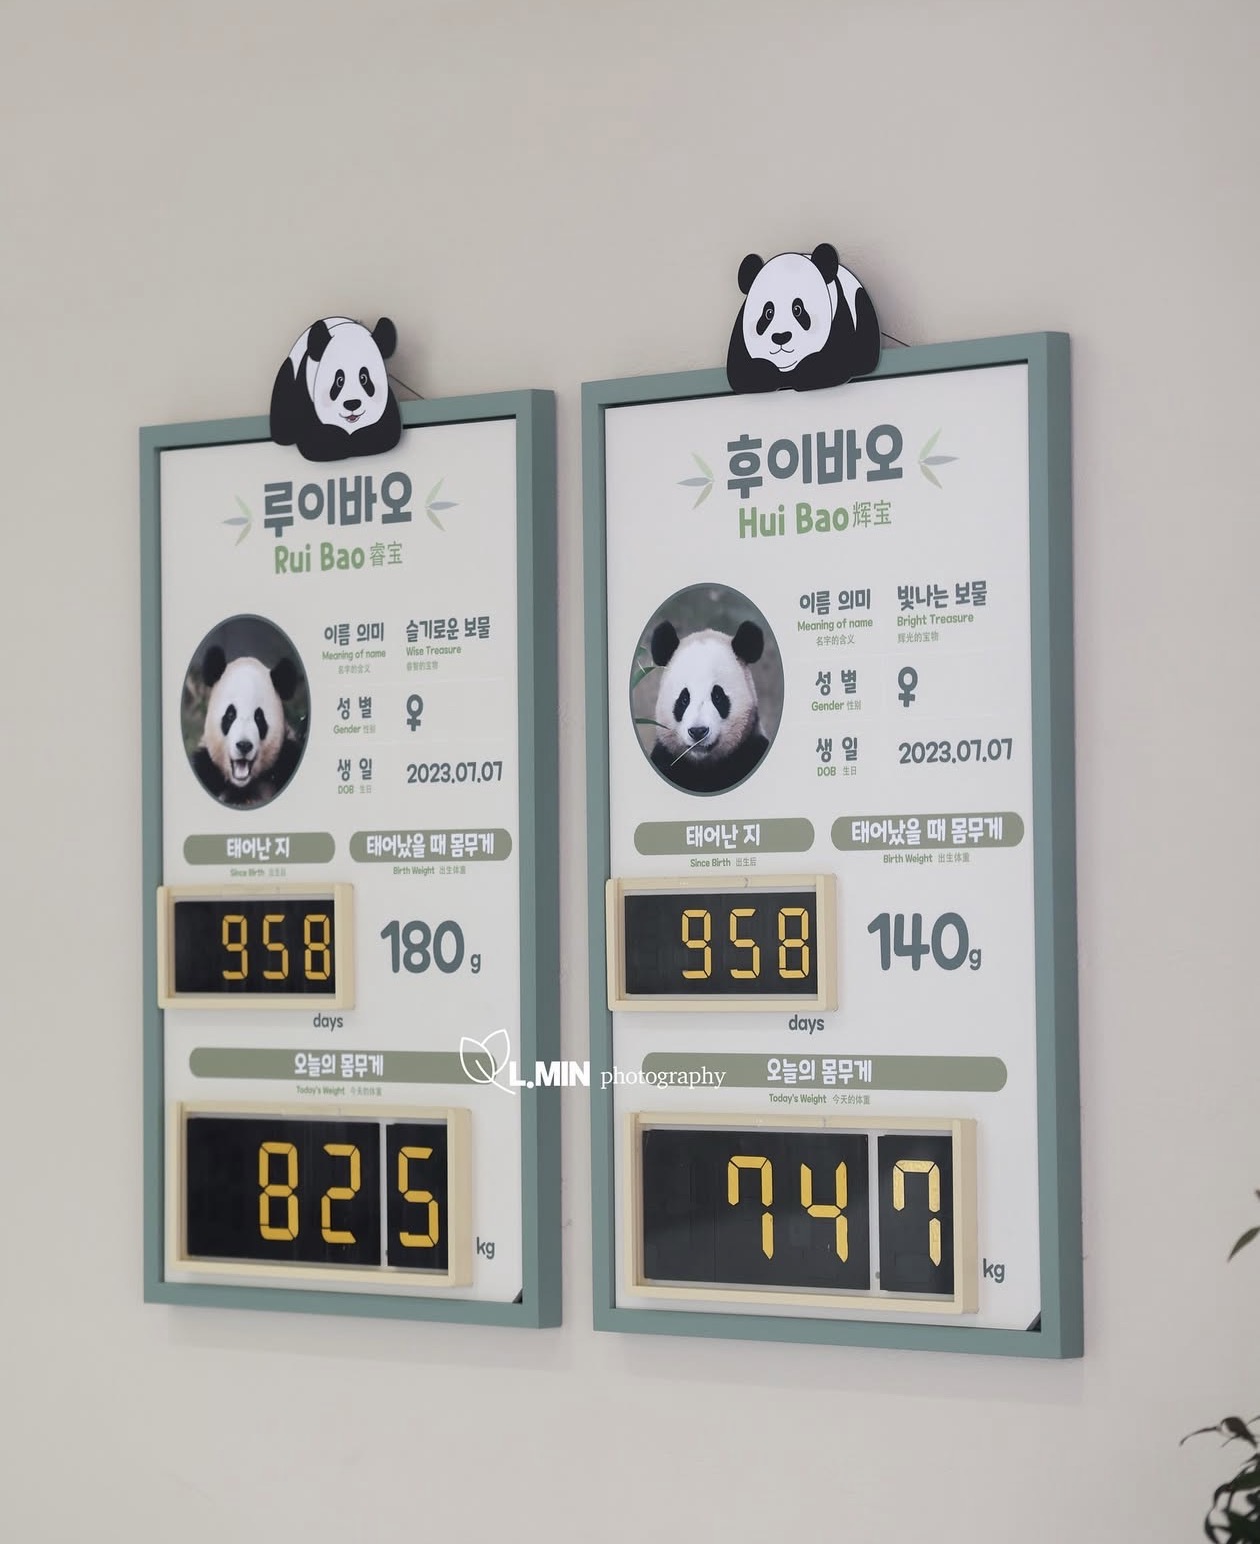 루이바오
Rui Bao 睿宝
이름 의미 슬기로운 보물
Meaning of name Wise Treasure
名字的含义 睿智的宝物
성 별 ♀
Gender 性别
생 일 2023.07.07
DOB 生日
태어난 지 태어났을 때 몸무게
Since Birth 出生后 Birth Weight 出生体重
958 180g
days
오늘의 몸무게
Today's Weight 今天的体重
82 5 kg
후이바오
Hui Bao 辉宝
이름 의미 빛나는 보물
Meaning of name Bright Treasure
名字的含义 辉光的宝物
성 별 ♀
Gender 性别
생 일 2023.07.07
DOB 生日
태어난 지 태어났을 때 몸무게
Since Birth 出生后 Birth Weight 出生体重
958 140g
days
오늘의 몸무게
Today's Weight 今天的体重
74 7 kg
L.MIN photography